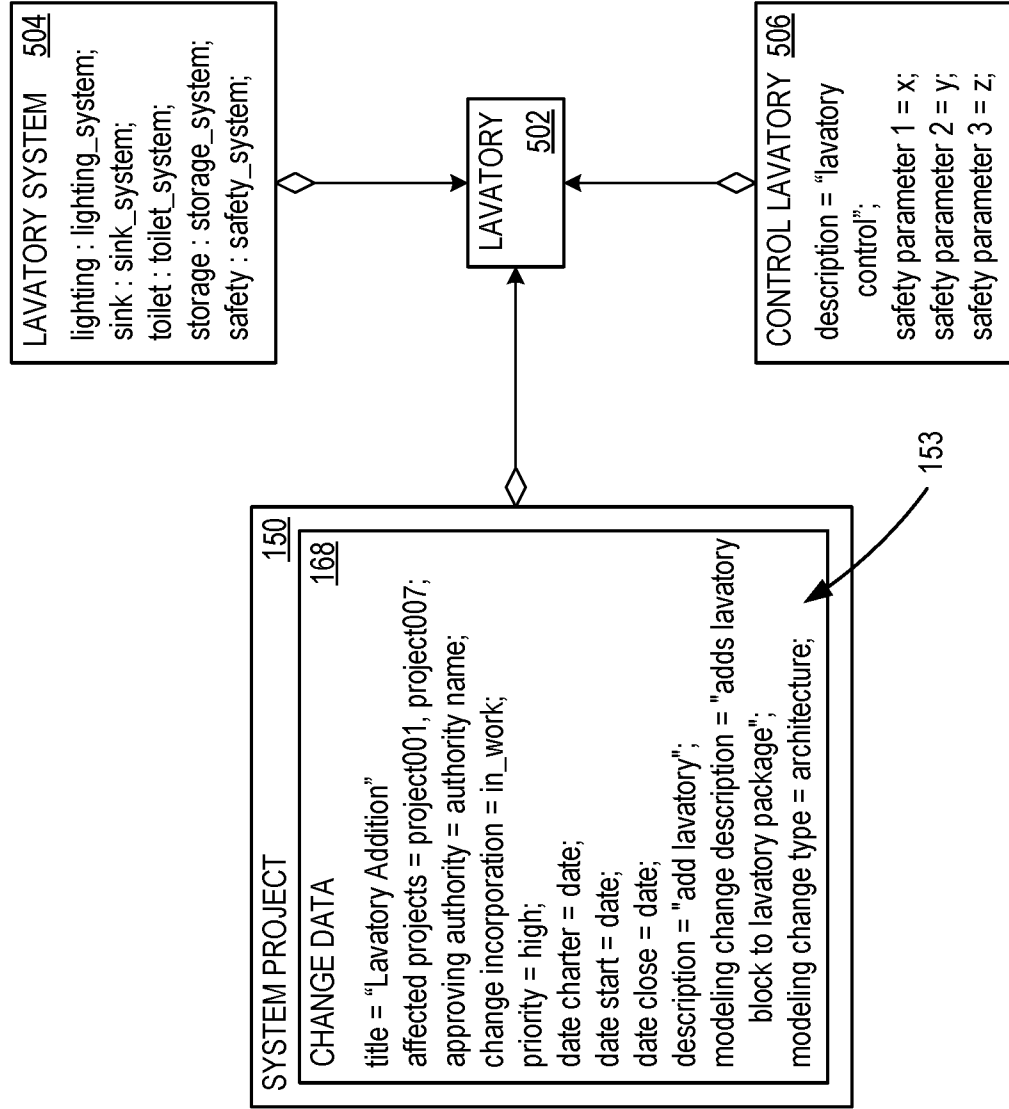 SYSTEM PROJECT 150
CHANGE DATA 168
title = “Lavatory Addition”
affected projects = project001, project007;
approving authority = authority name;
change incorporation = in_work;
priority = high;
date charter = date;
date start = date;
date close = date;
description = "add lavatory";
modeling change description = "adds lavatory
block to lavatory package";
modeling change type = architecture;
153
LAVATORY SYSTEM 504
lighting : lighting_system;
sink : sink_system;
toilet : toilet_system;
storage : storage_system;
safety : safety_system;
LAVATORY
502
CONTROL LAVATORY 506
description = “lavatory
control”;
safety parameter 1 = x;
safety parameter 2 = y;
safety parameter 3 = z;